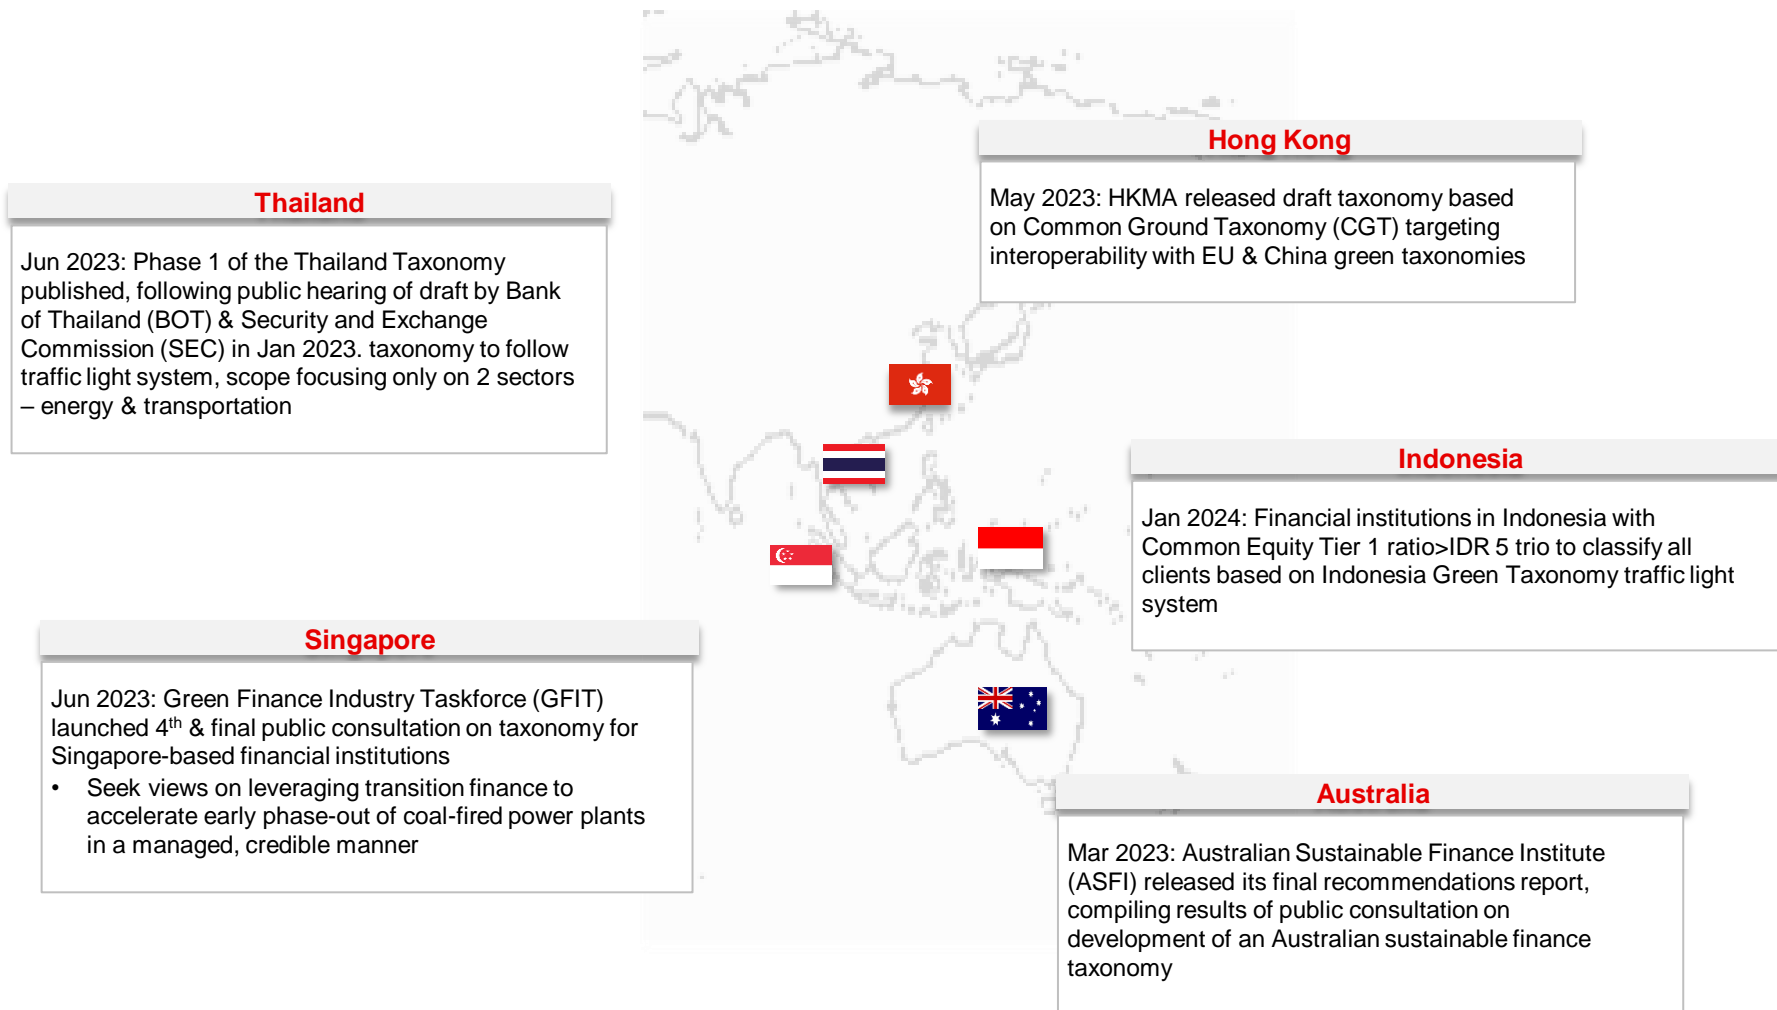 Thailand
Jun 2023: Phase 1 of the Thailand Taxonomy
published, following public hearing of draft by Bank
of Thailand (BOT) & Security and Exchange
Commission (SEC) in Jan 2023. taxonomy to follow
traffic light system, scope focusing only on 2 sectors
– energy & transportation
Hong Kong
May 2023: HKMA released draft taxonomy based
on Common Ground Taxonomy (CGT) targeting
interoperability with EU & China green taxonomies
Indonesia
Jan 2024: Financial institutions in Indonesia with
Common Equity Tier 1 ratio>IDR 5 trio to classify all
clients based on Indonesia Green Taxonomy traffic light
system
Singapore
Jun 2023: Green Finance Industry Taskforce (GFIT)
launched 4th & final public consultation on taxonomy for
Singapore-based financial institutions
• Seek views on leveraging transition finance to
accelerate early phase-out of coal-fired power plants
in a managed, credible manner
Australia
Mar 2023: Australian Sustainable Finance Institute
(ASFI) released its final recommendations report,
compiling results of public consultation on
development of an Australian sustainable finance
taxonomy